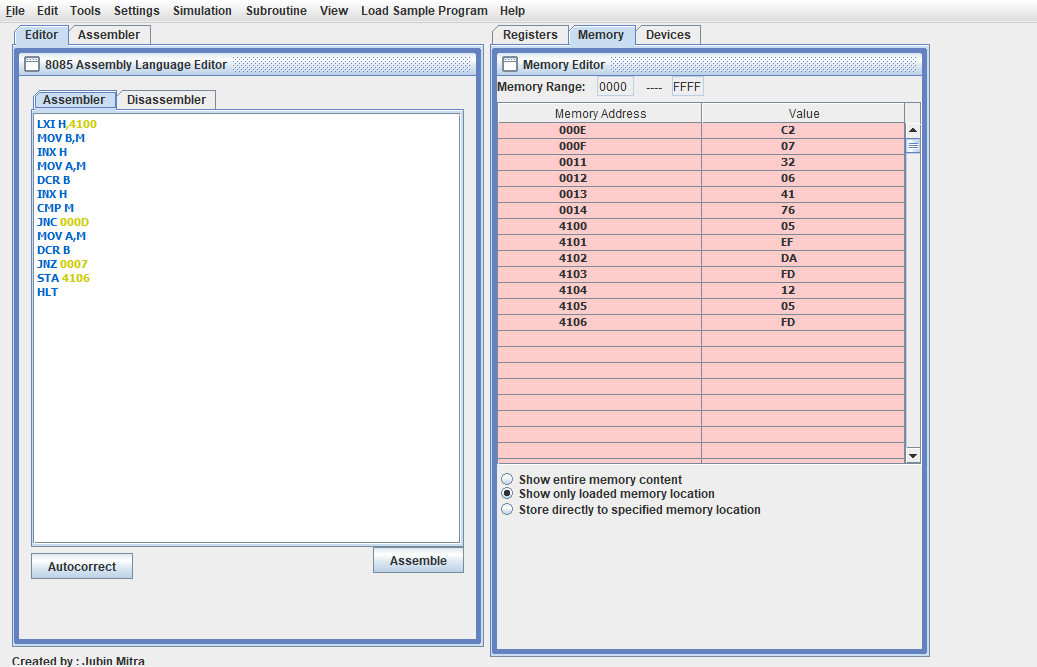 File Edit Tools Settings Simulation Subroutine View Load Sample Program Help
Editor Assembler
8085 Assembly Language Editor
Assembler Disassembler
LXI H,4100
MOV B,M
INX H
MOV A,M
DCR B
INX H
CMP M
JNC 000D
MOV A,M
DCR B
JNZ 0007
STA 4106
HLT
Autocorrect
Assemble
Registers Memory Devices
Memory Editor
Memory Range: 0000 ---- FFFF
Memory Address Value
000E C2
000F 07
0011 32
0012 06
0013 41
0014 76
4100 05
4101 EF
4102 DA
4103 FD
4104 12
4105 05
4106 FD
Show entire memory content
Show only loaded memory location
Store directly to specified memory location
Created by : Jubin Mitra